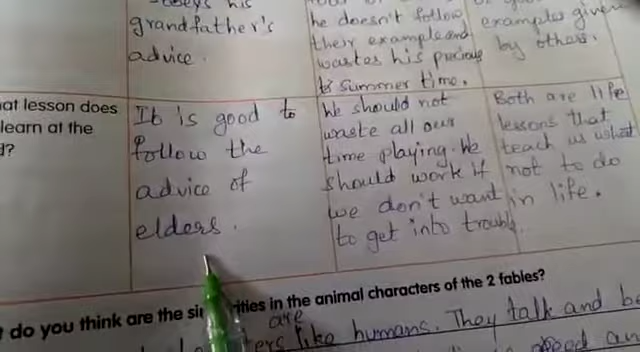 obeys his
grandfather's
advice.
he doesn't follow
their example and
wastes his precious
summer time.
examples given
by others.
at lesson does
learn at the
d?
It is good to
follow the
advice of
elders.
We should not
waste all our
time playing. We
should work if
we don't want
to get into trouble.
Both are life
lessons that
teach us what
not to do
in life.
do you think are the similarities in the animal characters of the 2 fables?
are
like humans. They talk and
good